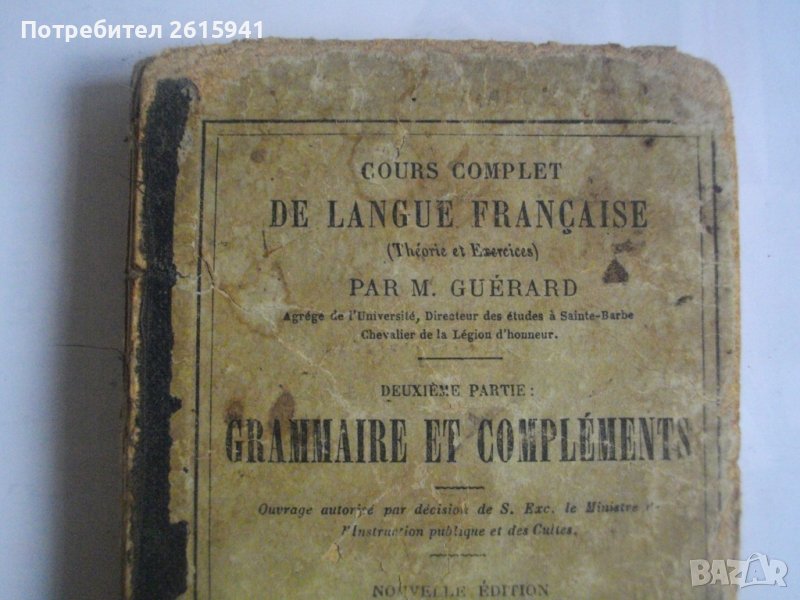 Потребител 2615941
COURS COMPLET
DE LANGUE FRANÇAISE
(Théorie et Exercices)
PAR M. GUÉRARD
Agrégé de l'Université, Directeur des études à Sainte-Barbe
Chevalier de la Légion d'honneur.
DEUXIÈME PARTIE:
GRAMMAIRE ET COMPLÉMENTS
Ouvrage autorisé par décision de S. Exc. le Ministre
l'Instruction publique et des Cultes.
NOUVELLE ÉDITION
BAZAR